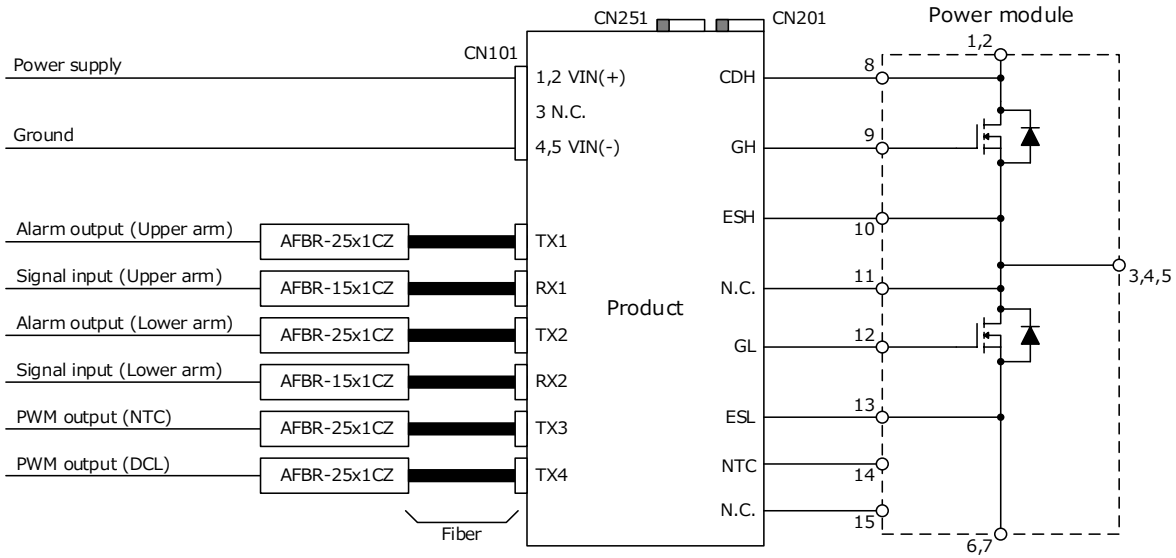 CN251
CN201
Power module
CN101
1,2
Power supply
1,2 VIN(+)
CDH
8
3 N.C.
Ground
4,5 VIN(-)
GH
9
Alarm output (Upper arm)
AFBR-25x1CZ
TX1
ESH
10
Signal input (Upper arm)
AFBR-15x1CZ
RX1
N.C.
11
3,4,5
Product
Alarm output (Lower arm)
AFBR-25x1CZ
TX2
GL
12
Signal input (Lower arm)
AFBR-15x1CZ
RX2
PWM output (NTC)
AFBR-25x1CZ
TX3
ESL
13
PWM output (DCL)
AFBR-25x1CZ
TX4
NTC
14
N.C.
15
Fiber
6,7